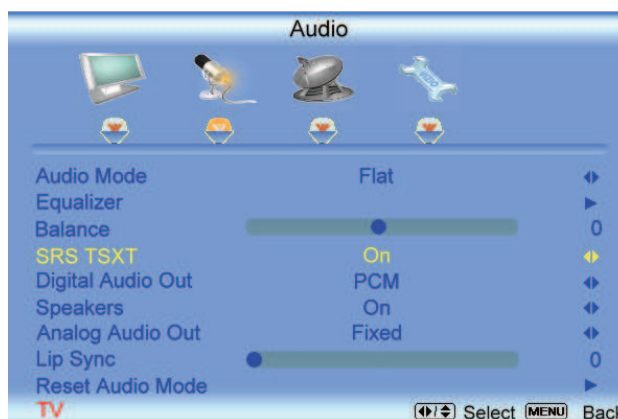 Audio
Audio Mode Flat
Equalizer
Balance 0
SRS TSXT On
Digital Audio Out PCM
Speakers On
Analog Audio Out Fixed
Lip Sync 0
Reset Audio Mode
TV Select MENU Back